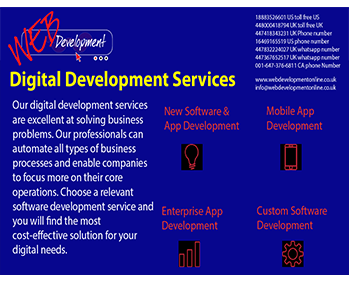 WEB
Development
18883526601 US toll free US
448000418794 UK toll free UK
447418343431 UK Phone number
16469165519 US phone number
447833224027 UK whatsapp number
447367652517 UK whatsapp number
001-647-376-6811 CA phone number
www.webdevelopmentonline.co.uk
info@webdevelopmentonline.co.uk
Digital Development Services
Our digital development services
are excellent at solving business
problems. Our professionals can
automate all types of business
processes and enable companies
to focus more on their core
operations. Choose a relevant
software development service and
you will find the most
cost-effective solution for your
digital needs.
New Software &
App Development
Mobile App
Development
Enterprise App
Development
Custom Software
Development